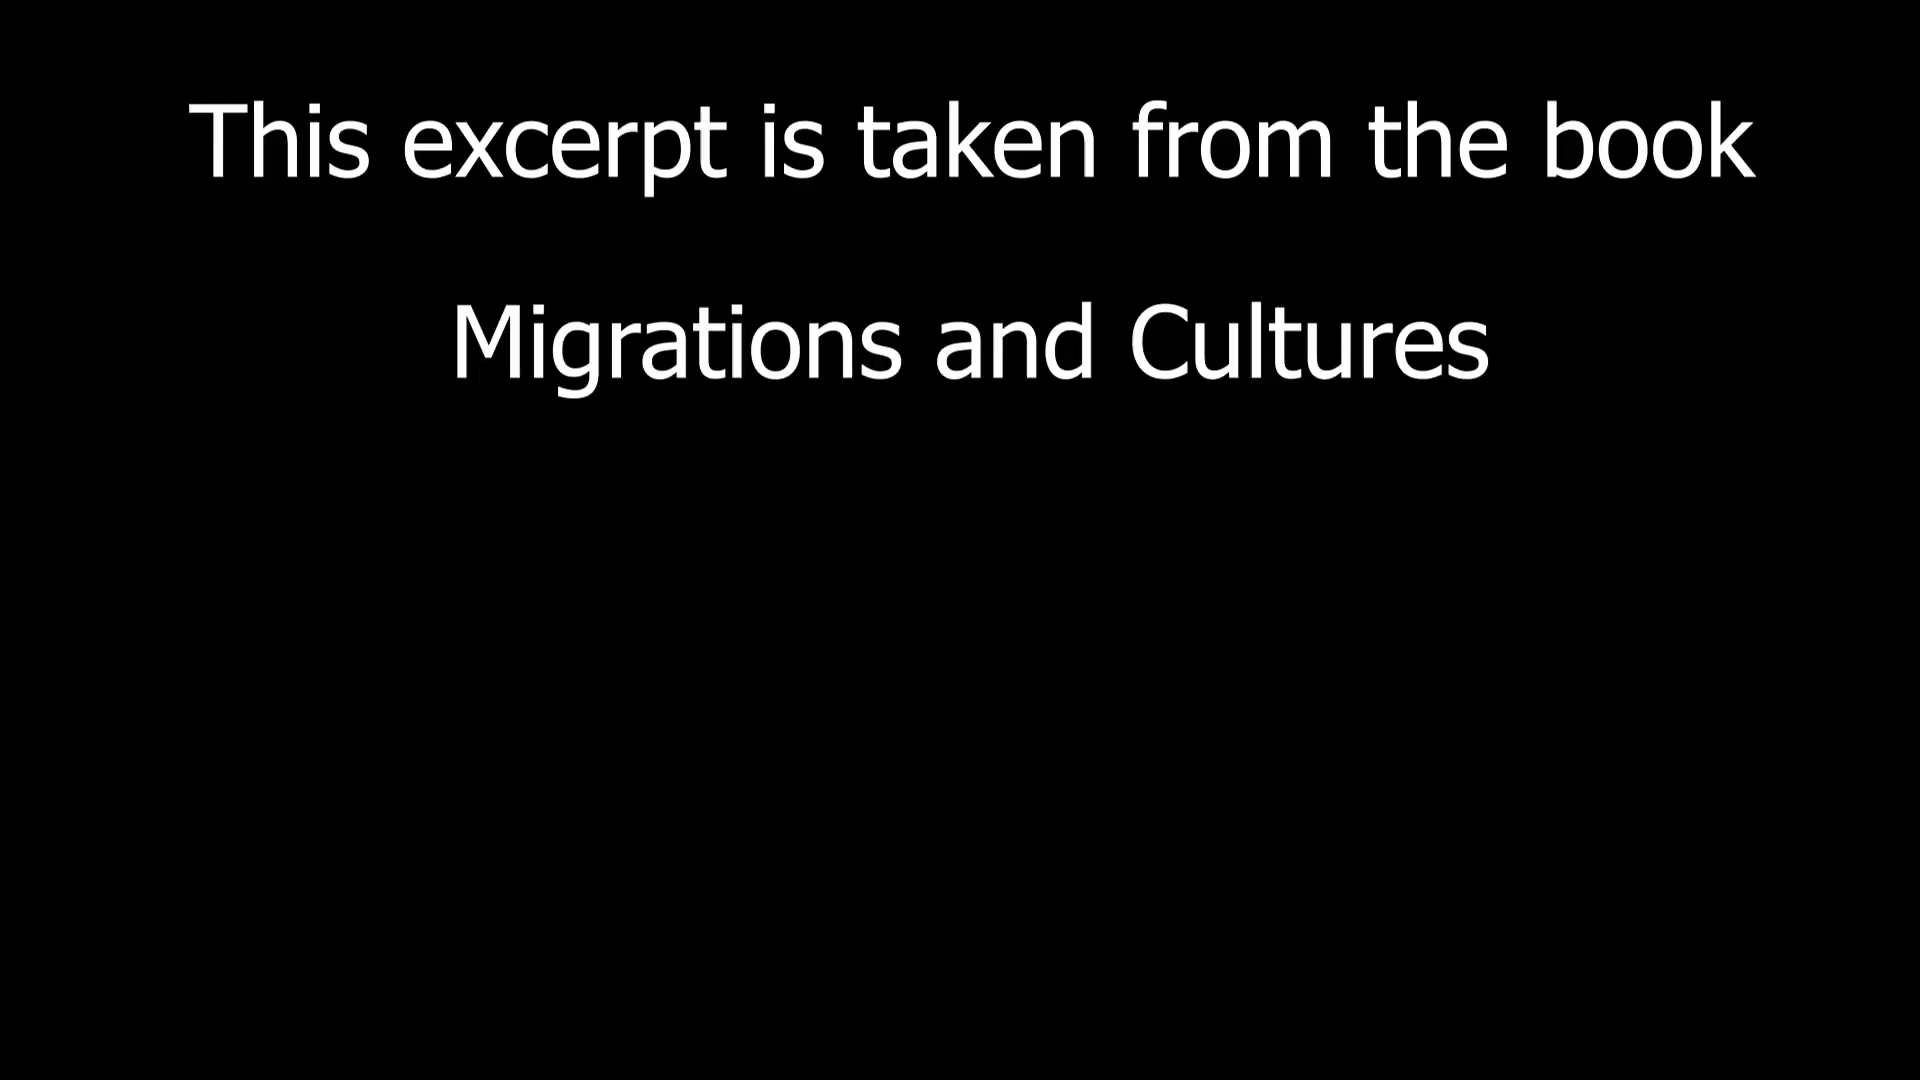 This excerpt is taken from the book
Migrations and Cultures